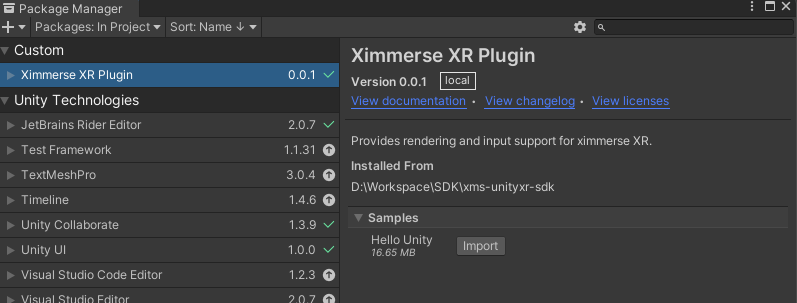 Package Manager
Packages: In Project
Sort: Name ↓
Custom
Ximmerse XR Plugin 0.0.1
Unity Technologies
JetBrains Rider Editor 2.0.7
Test Framework 1.1.31
TextMeshPro 3.0.4
Timeline 1.4.6
Unity Collaborate 1.3.9
Unity UI 1.0.0
Visual Studio Code Editor 1.2.3
Visual Studio Editor 2.0.7
Ximmerse XR Plugin
Version 0.0.1 local
View documentation • View changelog • View licenses
Provides rendering and input support for ximmerse XR.
Installed From
D:\Workspace\SDK\xms-unityxr-sdk
Samples
Hello Unity Import
16.65 MB